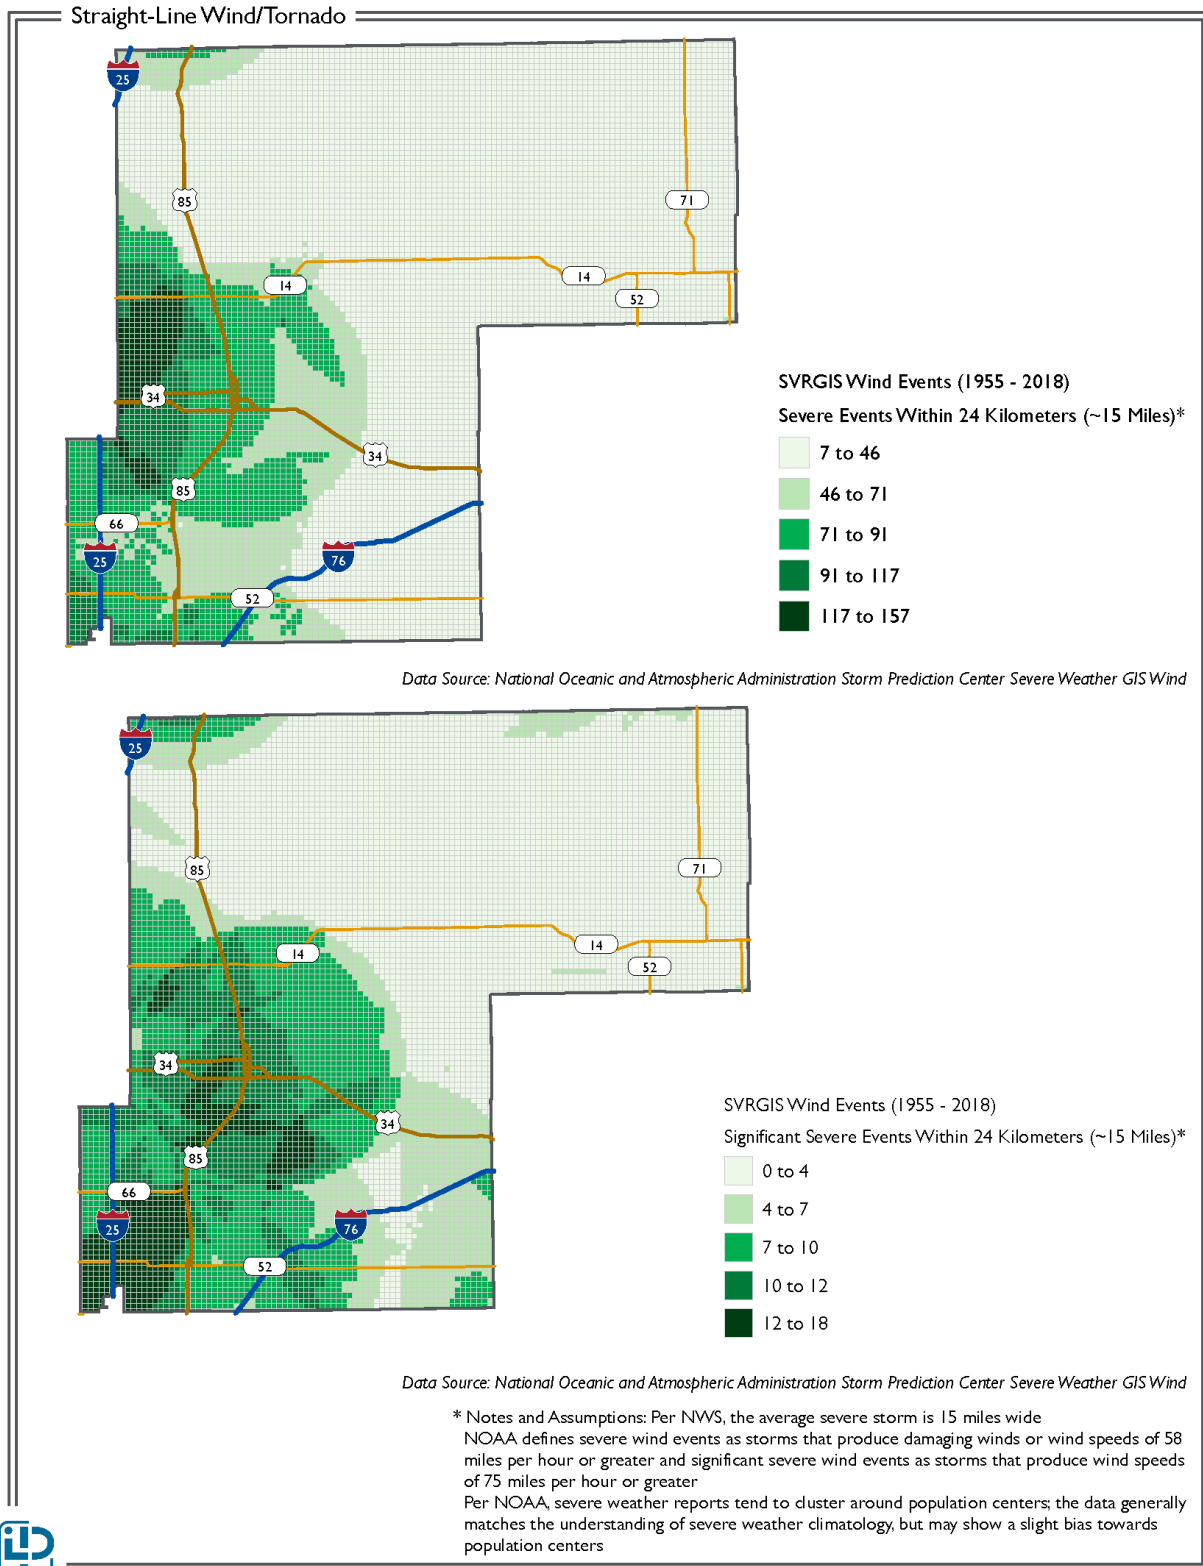 Straight-Line Wind/Tornado
25
85
71
14
14
52
34
34
85
66
25
76
52
SVRGIS Wind Events (1955 - 2018)
Severe Events Within 24 Kilometers (~15 Miles)*
7 to 46
46 to 71
71 to 91
91 to 117
117 to 157
Data Source: National Oceanic and Atmospheric Administration Storm Prediction Center Severe Weather GIS Wind
25
85
71
14
14
52
34
34
85
66
25
76
52
SVRGIS Wind Events (1955 - 2018)
Significant Severe Events Within 24 Kilometers (~15 Miles)*
0 to 4
4 to 7
7 to 10
10 to 12
12 to 18
Data Source: National Oceanic and Atmospheric Administration Storm Prediction Center Severe Weather GIS Wind
* Notes and Assumptions: Per NWS, the average severe storm is 15 miles wide
NOAA defines severe wind events as storms that produce damaging winds or wind speeds of 58
miles per hour or greater and significant severe wind events as storms that produce wind speeds
of 75 miles per hour or greater
Per NOAA, severe weather reports tend to cluster around population centers; the data generally
matches the understanding of severe weather climatology, but may show a slight bias towards
population centers